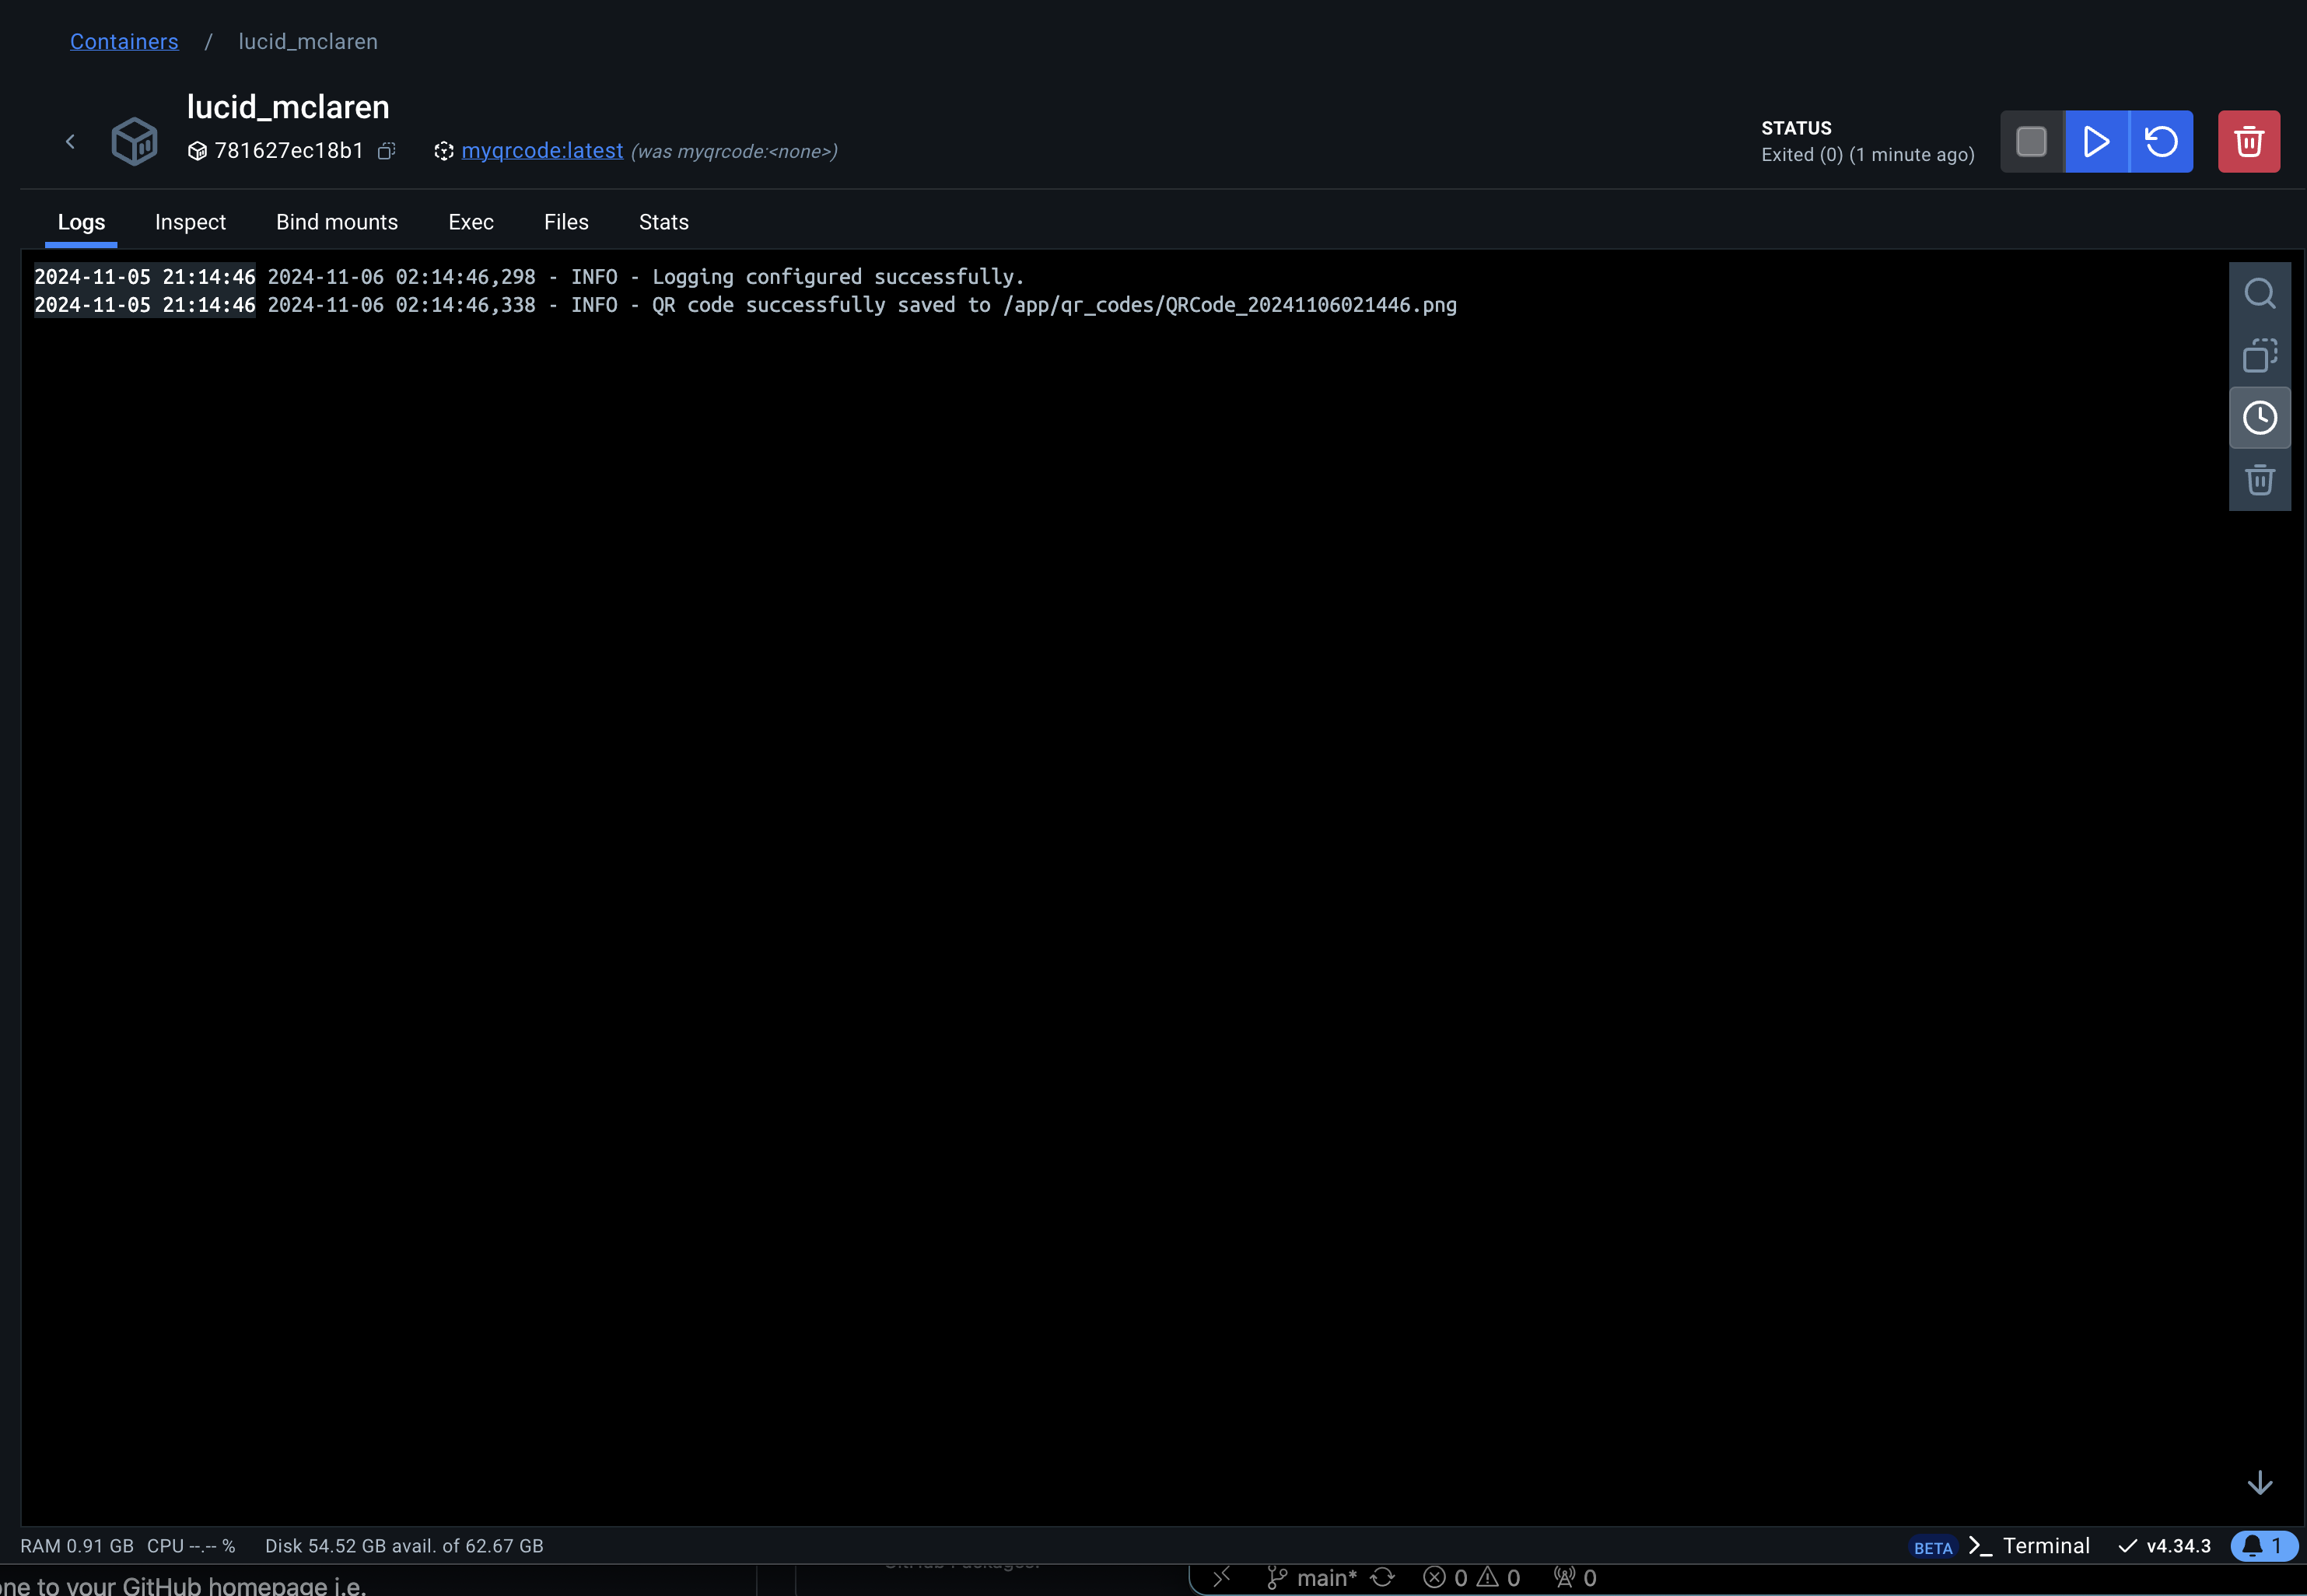 Containers / lucid_mclaren
lucid_mclaren
781627ec18b1 myqrcode:latest (was myqrcode:<none>)
STATUS
Exited (0) (1 minute ago)
Logs Inspect Bind mounts Exec Files Stats
2024-11-05 21:14:46 2024-11-06 02:14:46,298 - INFO - Logging configured successfully.
2024-11-05 21:14:46 2024-11-06 02:14:46,338 - INFO - QR code successfully saved to /app/qr_codes/QRCode_20241106021446.png
RAM 0.91 GB CPU --.-- % Disk 54.52 GB avail. of 62.67 GB BETA Terminal v4.34.3 1
to your GitHub homepage i.e. main* 0 0 0